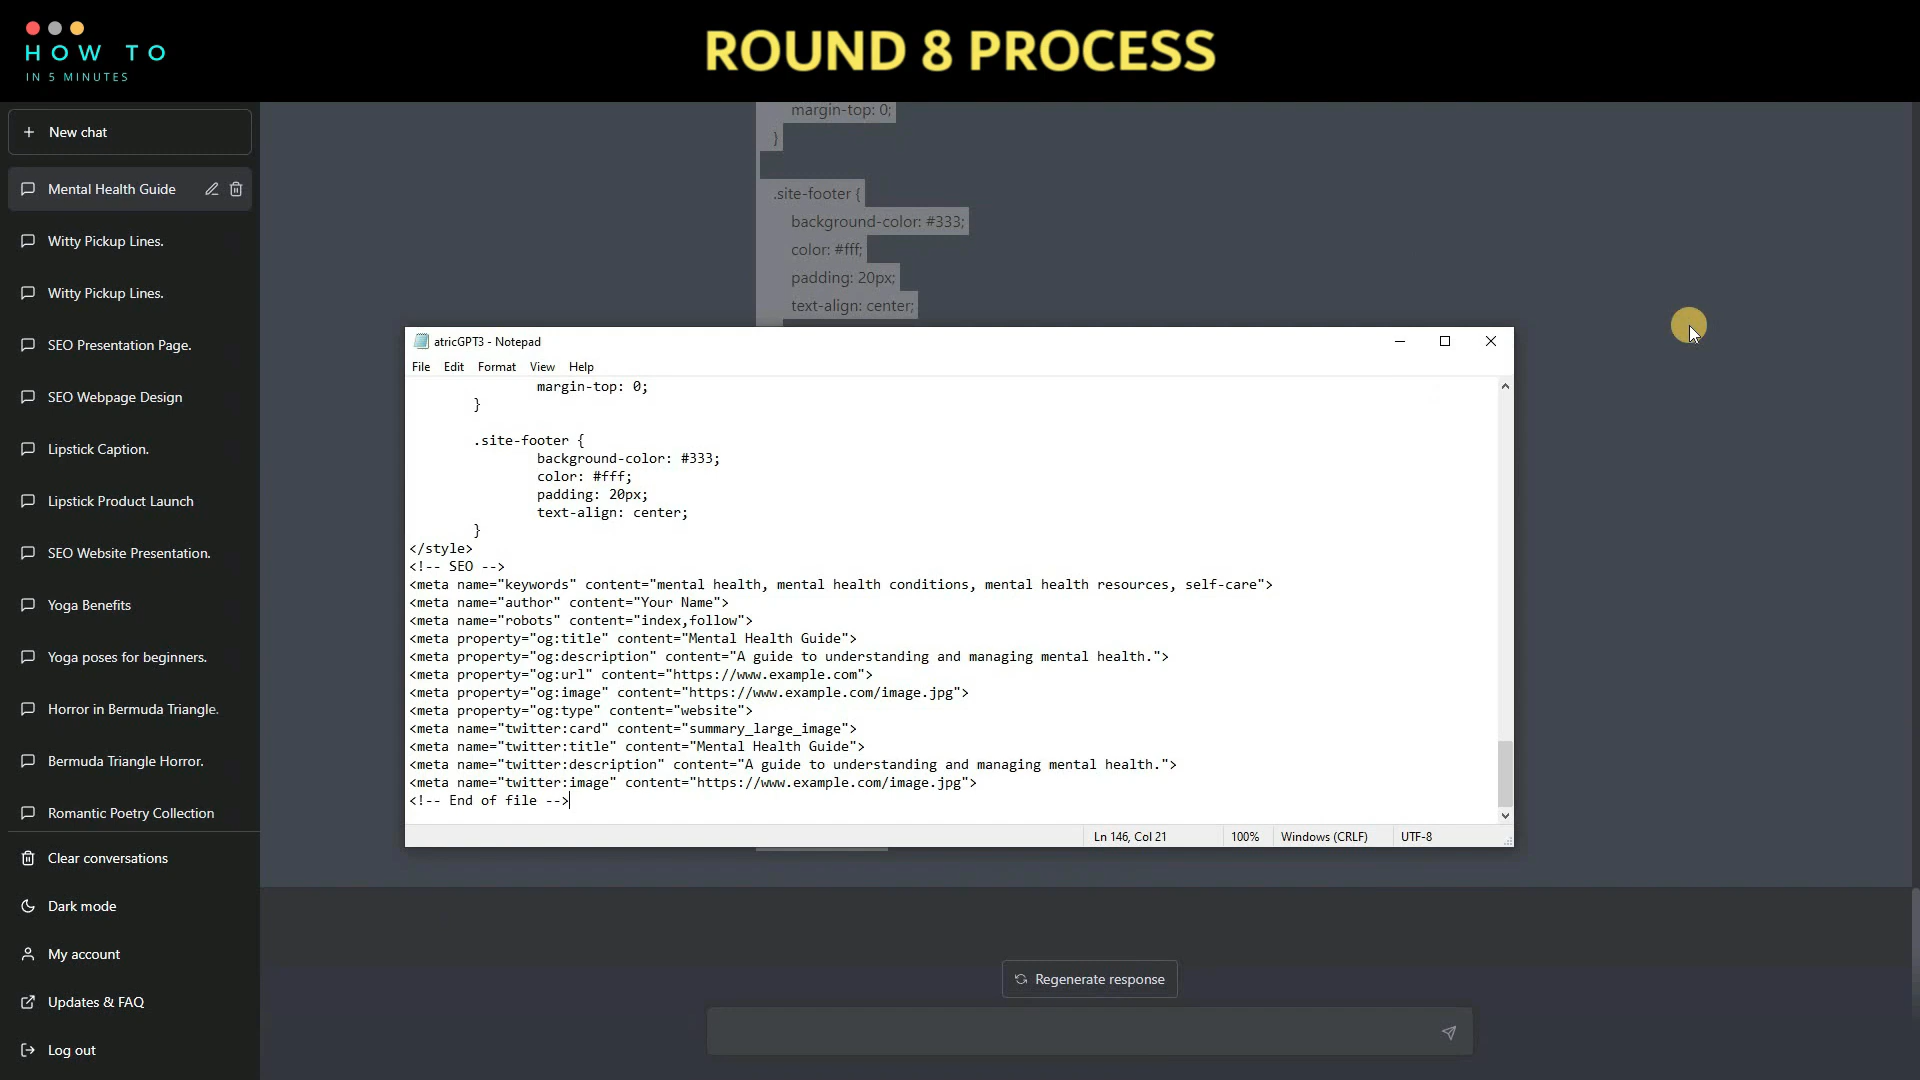 HOW TO
IN 5 MINUTES
ROUND 8 PROCESS
New chat
Mental Health Guide
Witty Pickup Lines.
Witty Pickup Lines.
SEO Presentation Page.
SEO Webpage Design
Lipstick Caption.
Lipstick Product Launch
SEO Website Presentation.
Yoga Benefits
Yoga poses for beginners.
Horror in Bermuda Triangle.
Bermuda Triangle Horror.
Romantic Poetry Collection
Clear conversations
Dark mode
My account
Updates & FAQ
Log out
margin-top: 0;
}
.site-footer {
background-color: #333;
color: #fff;
padding: 20px;
text-align: center;
atricGPT3 - Notepad
File Edit Format View Help
margin-top: 0;
}
.site-footer {
background-color: #333;
color: #fff;
padding: 20px;
text-align: center;
}
</style>
<!-- SEO -->
<meta name="keywords" content="mental health, mental health conditions, mental health resources, self-care">
<meta name="author" content="Your Name">
<meta name="robots" content="index,follow">
<meta property="og:title" content="Mental Health Guide">
<meta property="og:description" content="A guide to understanding and managing mental health.">
<meta property="og:url" content="https://www.example.com">
<meta property="og:image" content="https://www.example.com/image.jpg">
<meta property="og:type" content="website">
<meta name="twitter:card" content="summary_large_image">
<meta name="twitter:title" content="Mental Health Guide">
<meta name="twitter:description" content="A guide to understanding and managing mental health.">
<meta name="twitter:image" content="https://www.example.com/image.jpg">
<!-- End of file -->
Ln 146, Col 21 100% Windows (CRLF) UTF-8
Regenerate response